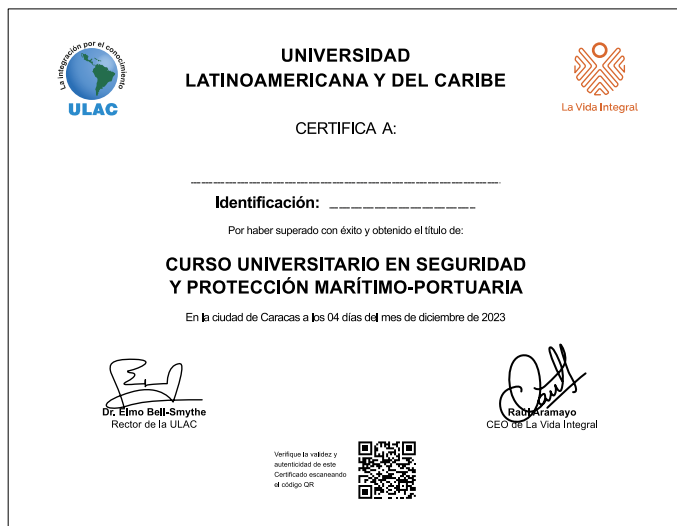 La integración por el conocimiento
ULAC
UNIVERSIDAD
LATINOAMERICANA Y DEL CARIBE
La Vida Integral
CERTIFICA A:
Identificación:
Por haber superado con éxito y obtenido el título de:
CURSO UNIVERSITARIO EN SEGURIDAD
Y PROTECCIÓN MARÍTIMO-PORTUARIA
En la ciudad de Caracas a los 04 días del mes de diciembre de 2023
Dr. Elmo Bell-Smythe
Rector de la ULAC
Raúl Aramayo
CEO de La Vida Integral
Verifique la validez y
autenticidad de este
Certificado escaneando
el código QR